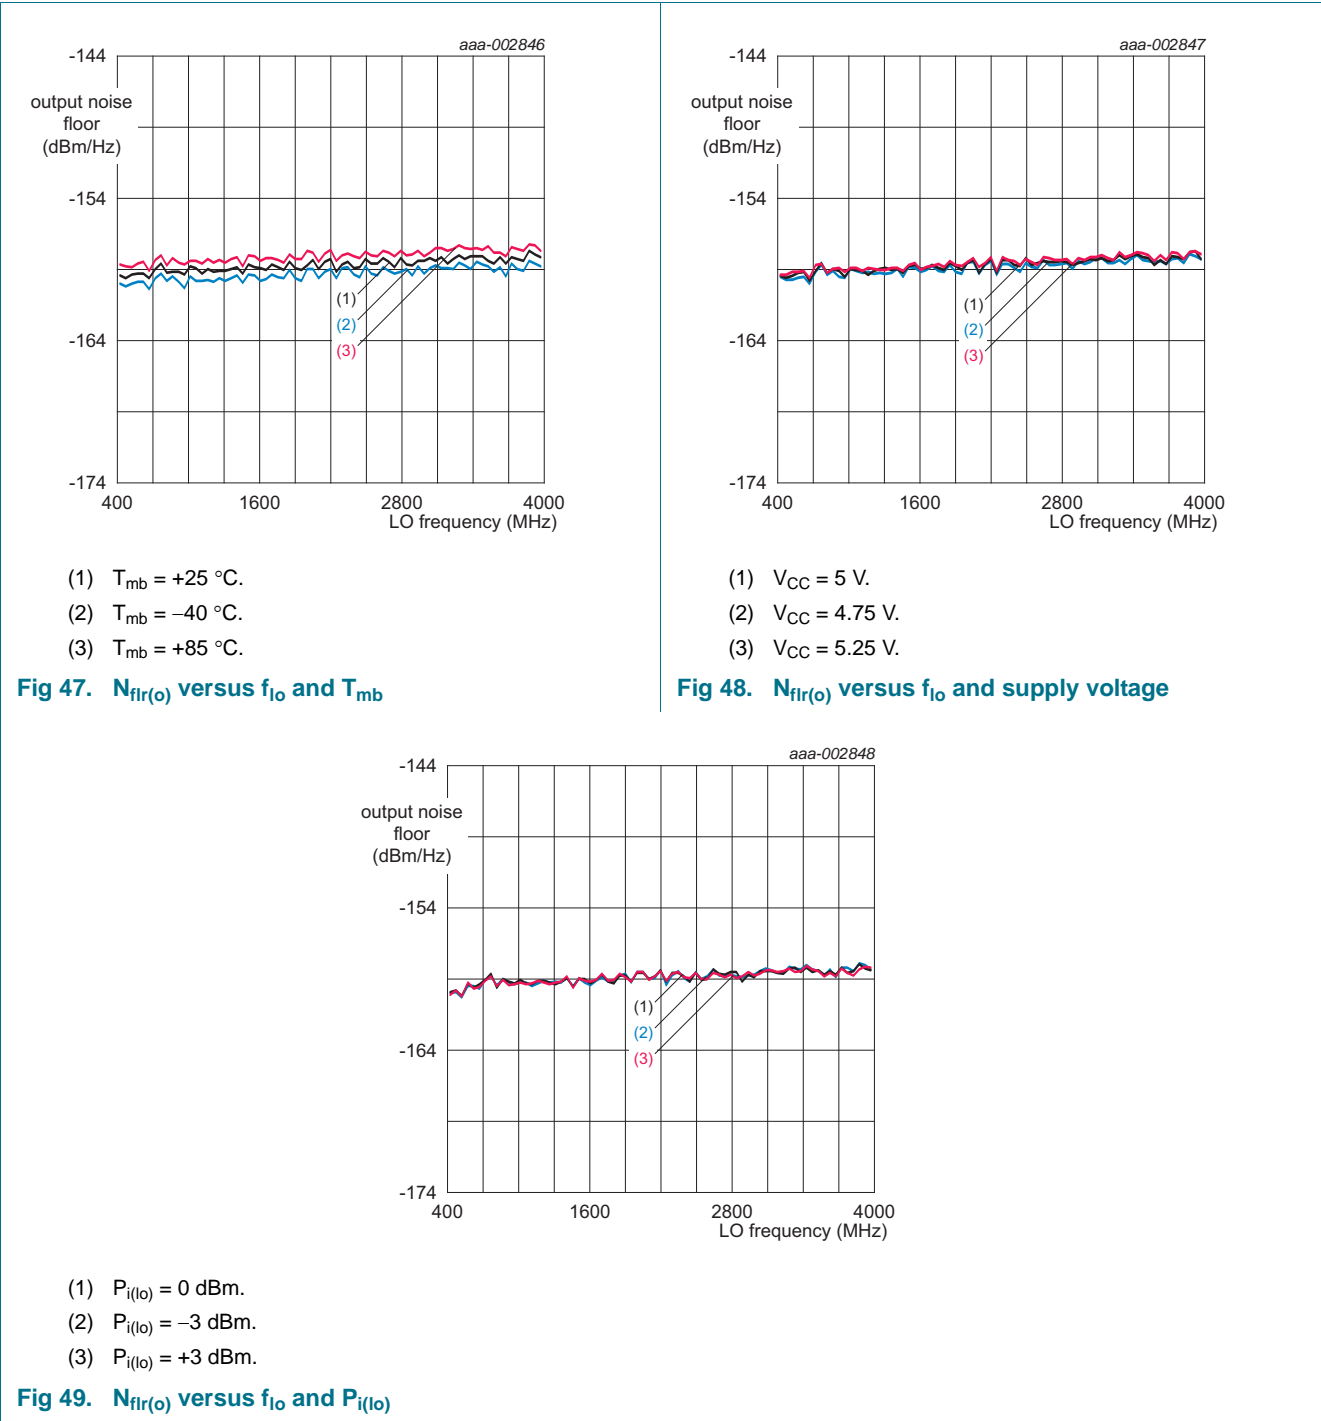 aaa-002846
-144
output noise
floor
(dBm/Hz)
-154
-164
-174
(1)
(2)
(3)
400 1600 2800 4000
LO frequency (MHz)
(1) Tmb = +25 °C.
(2) Tmb = −40 °C.
(3) Tmb = +85 °C.
Fig 47. Nflr(o) versus flo and Tmb
aaa-002847
-144
output noise
floor
(dBm/Hz)
-154
-164
-174
(1)
(2)
(3)
400 1600 2800 4000
LO frequency (MHz)
(1) VCC = 5 V.
(2) VCC = 4.75 V.
(3) VCC = 5.25 V.
Fig 48. Nflr(o) versus flo and supply voltage
aaa-002848
-144
output noise
floor
(dBm/Hz)
-154
-164
-174
(1)
(2)
(3)
400 1600 2800 4000
LO frequency (MHz)
(1) Pi(lo) = 0 dBm.
(2) Pi(lo) = −3 dBm.
(3) Pi(lo) = +3 dBm.
Fig 49. Nflr(o) versus flo and Pi(lo)